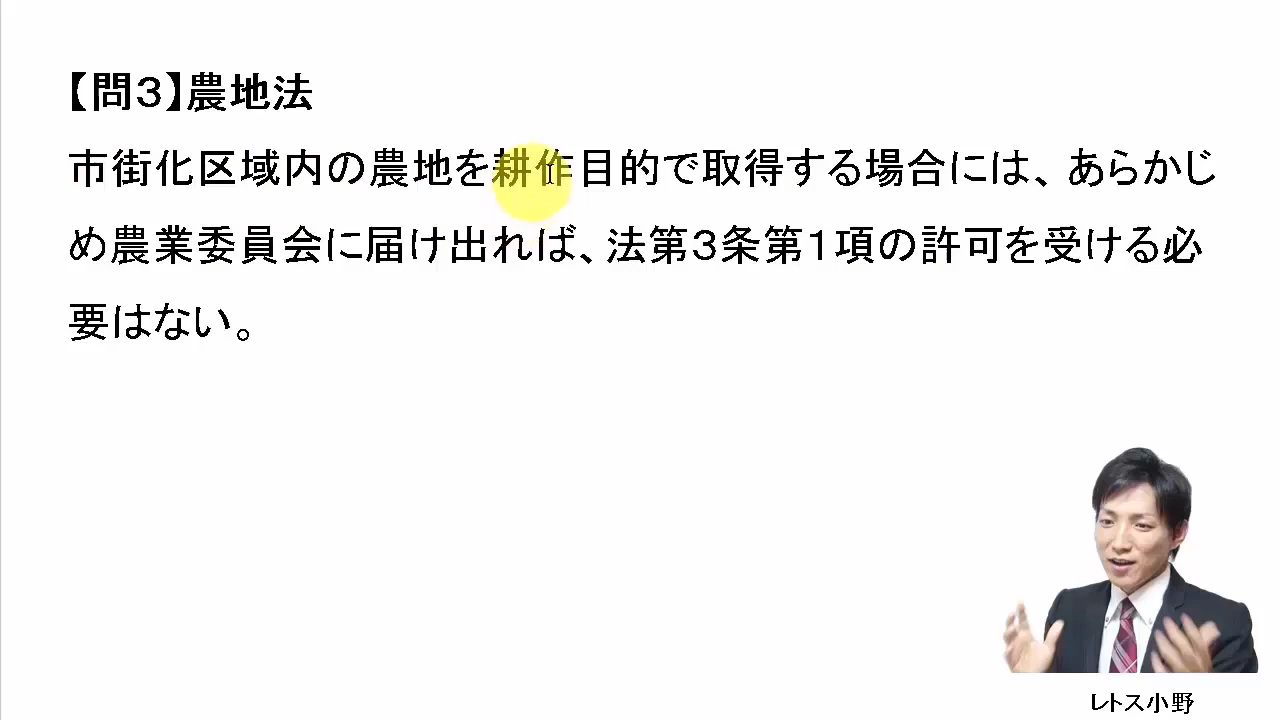 【問３】農地法
市街化区域内の農地を耕作目的で取得する場合には、あらかじ
め農業委員会に届け出れば、法第３条第１項の許可を受ける必
要はない。
レトス小野